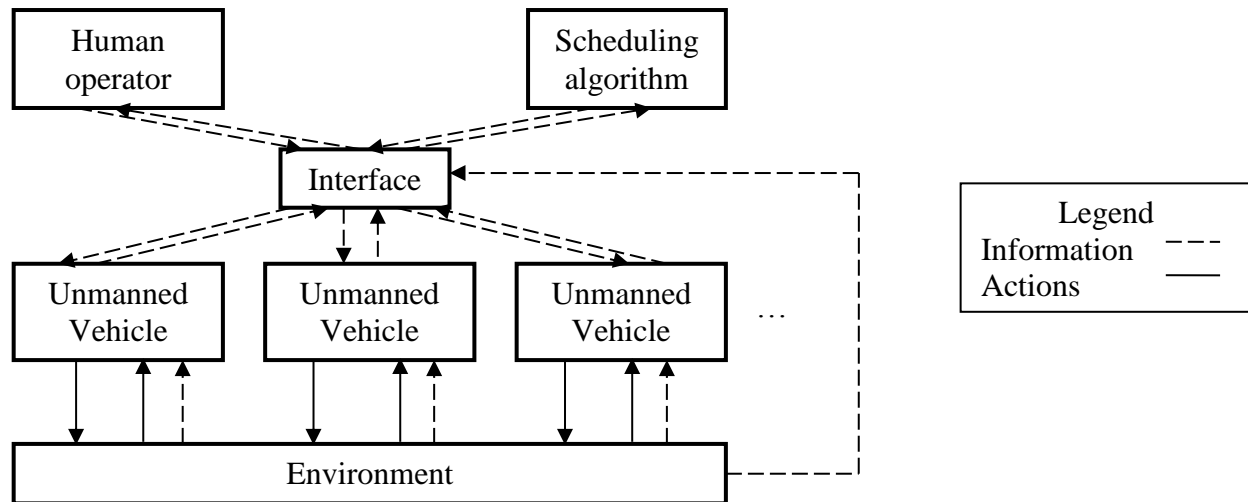 Human
operator
Scheduling
algorithm
Interface
Legend
Information
Actions
Unmanned
Vehicle
Unmanned
Vehicle
Unmanned
Vehicle
…
Environment